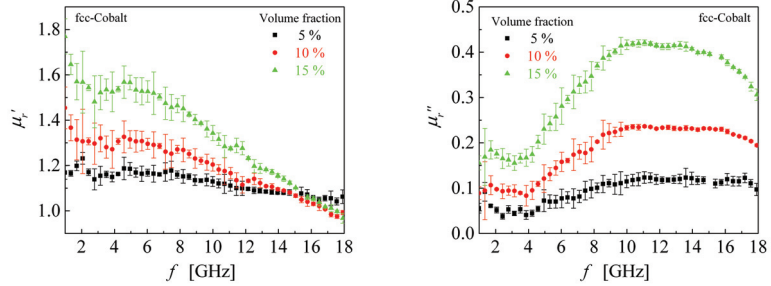 fcc-Cobalt
Volume fraction
5 %
10 %
15 %
μr'
1.8
1.6
1.4
1.2
1.0
2 4 6 8 10 12 14 16 18
f [GHz]
Volume fraction
fcc-Cobalt
5 %
10 %
15 %
μr''
0.5
0.4
0.3
0.2
0.1
0.0
2 4 6 8 10 12 14 16 18
f [GHz]